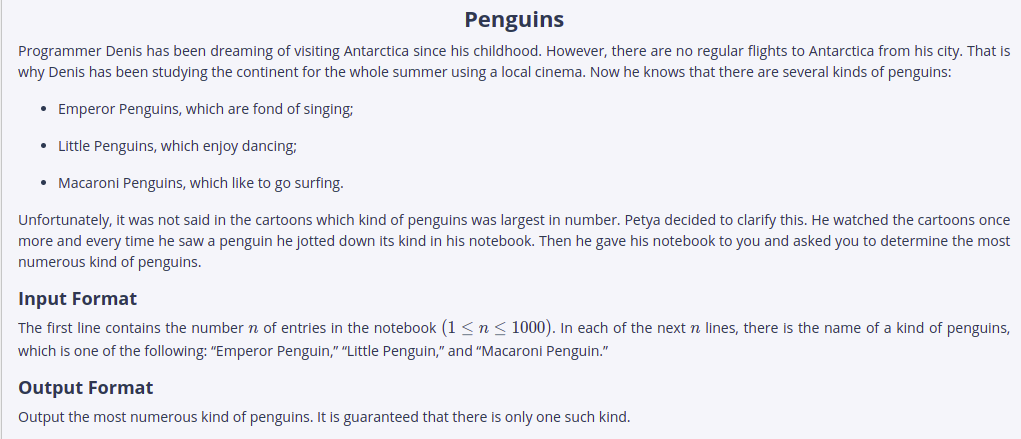 Penguins
Programmer Denis has been dreaming of visiting Antarctica since his childhood. However, there are no regular flights to Antarctica from his city. That is
why Denis has been studying the continent for the whole summer using a local cinema. Now he knows that there are several kinds of penguins:
• Emperor Penguins, which are fond of singing;
• Little Penguins, which enjoy dancing;
• Macaroni Penguins, which like to go surfing.
Unfortunately, it was not said in the cartoons which kind of penguins was largest in number. Petya decided to clarify this. He watched the cartoons once
more and every time he saw a penguin he jotted down its kind in his notebook. Then he gave his notebook to you and asked you to determine the most
numerous kind of penguins.
Input Format
The first line contains the number n of entries in the notebook (1 ≤ n ≤ 1000). In each of the next n lines, there is the name of a kind of penguins,
which is one of the following: “Emperor Penguin,” “Little Penguin,” and “Macaroni Penguin.”
Output Format
Output the most numerous kind of penguins. It is guaranteed that there is only one such kind.